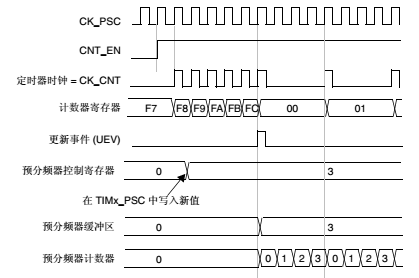 CK_PSC
CNT_EN
定时器时钟 = CK_CNT
计数器寄存器 F7 F8 F9 FA FB FC 00 01
更新事件 (UEV)
预分频器控制寄存器 0 3
在 TIMx_PSC 中写入新值
预分频器缓冲区 0 3
预分频器计数器 0 0 1 2 3 0 1 2 3